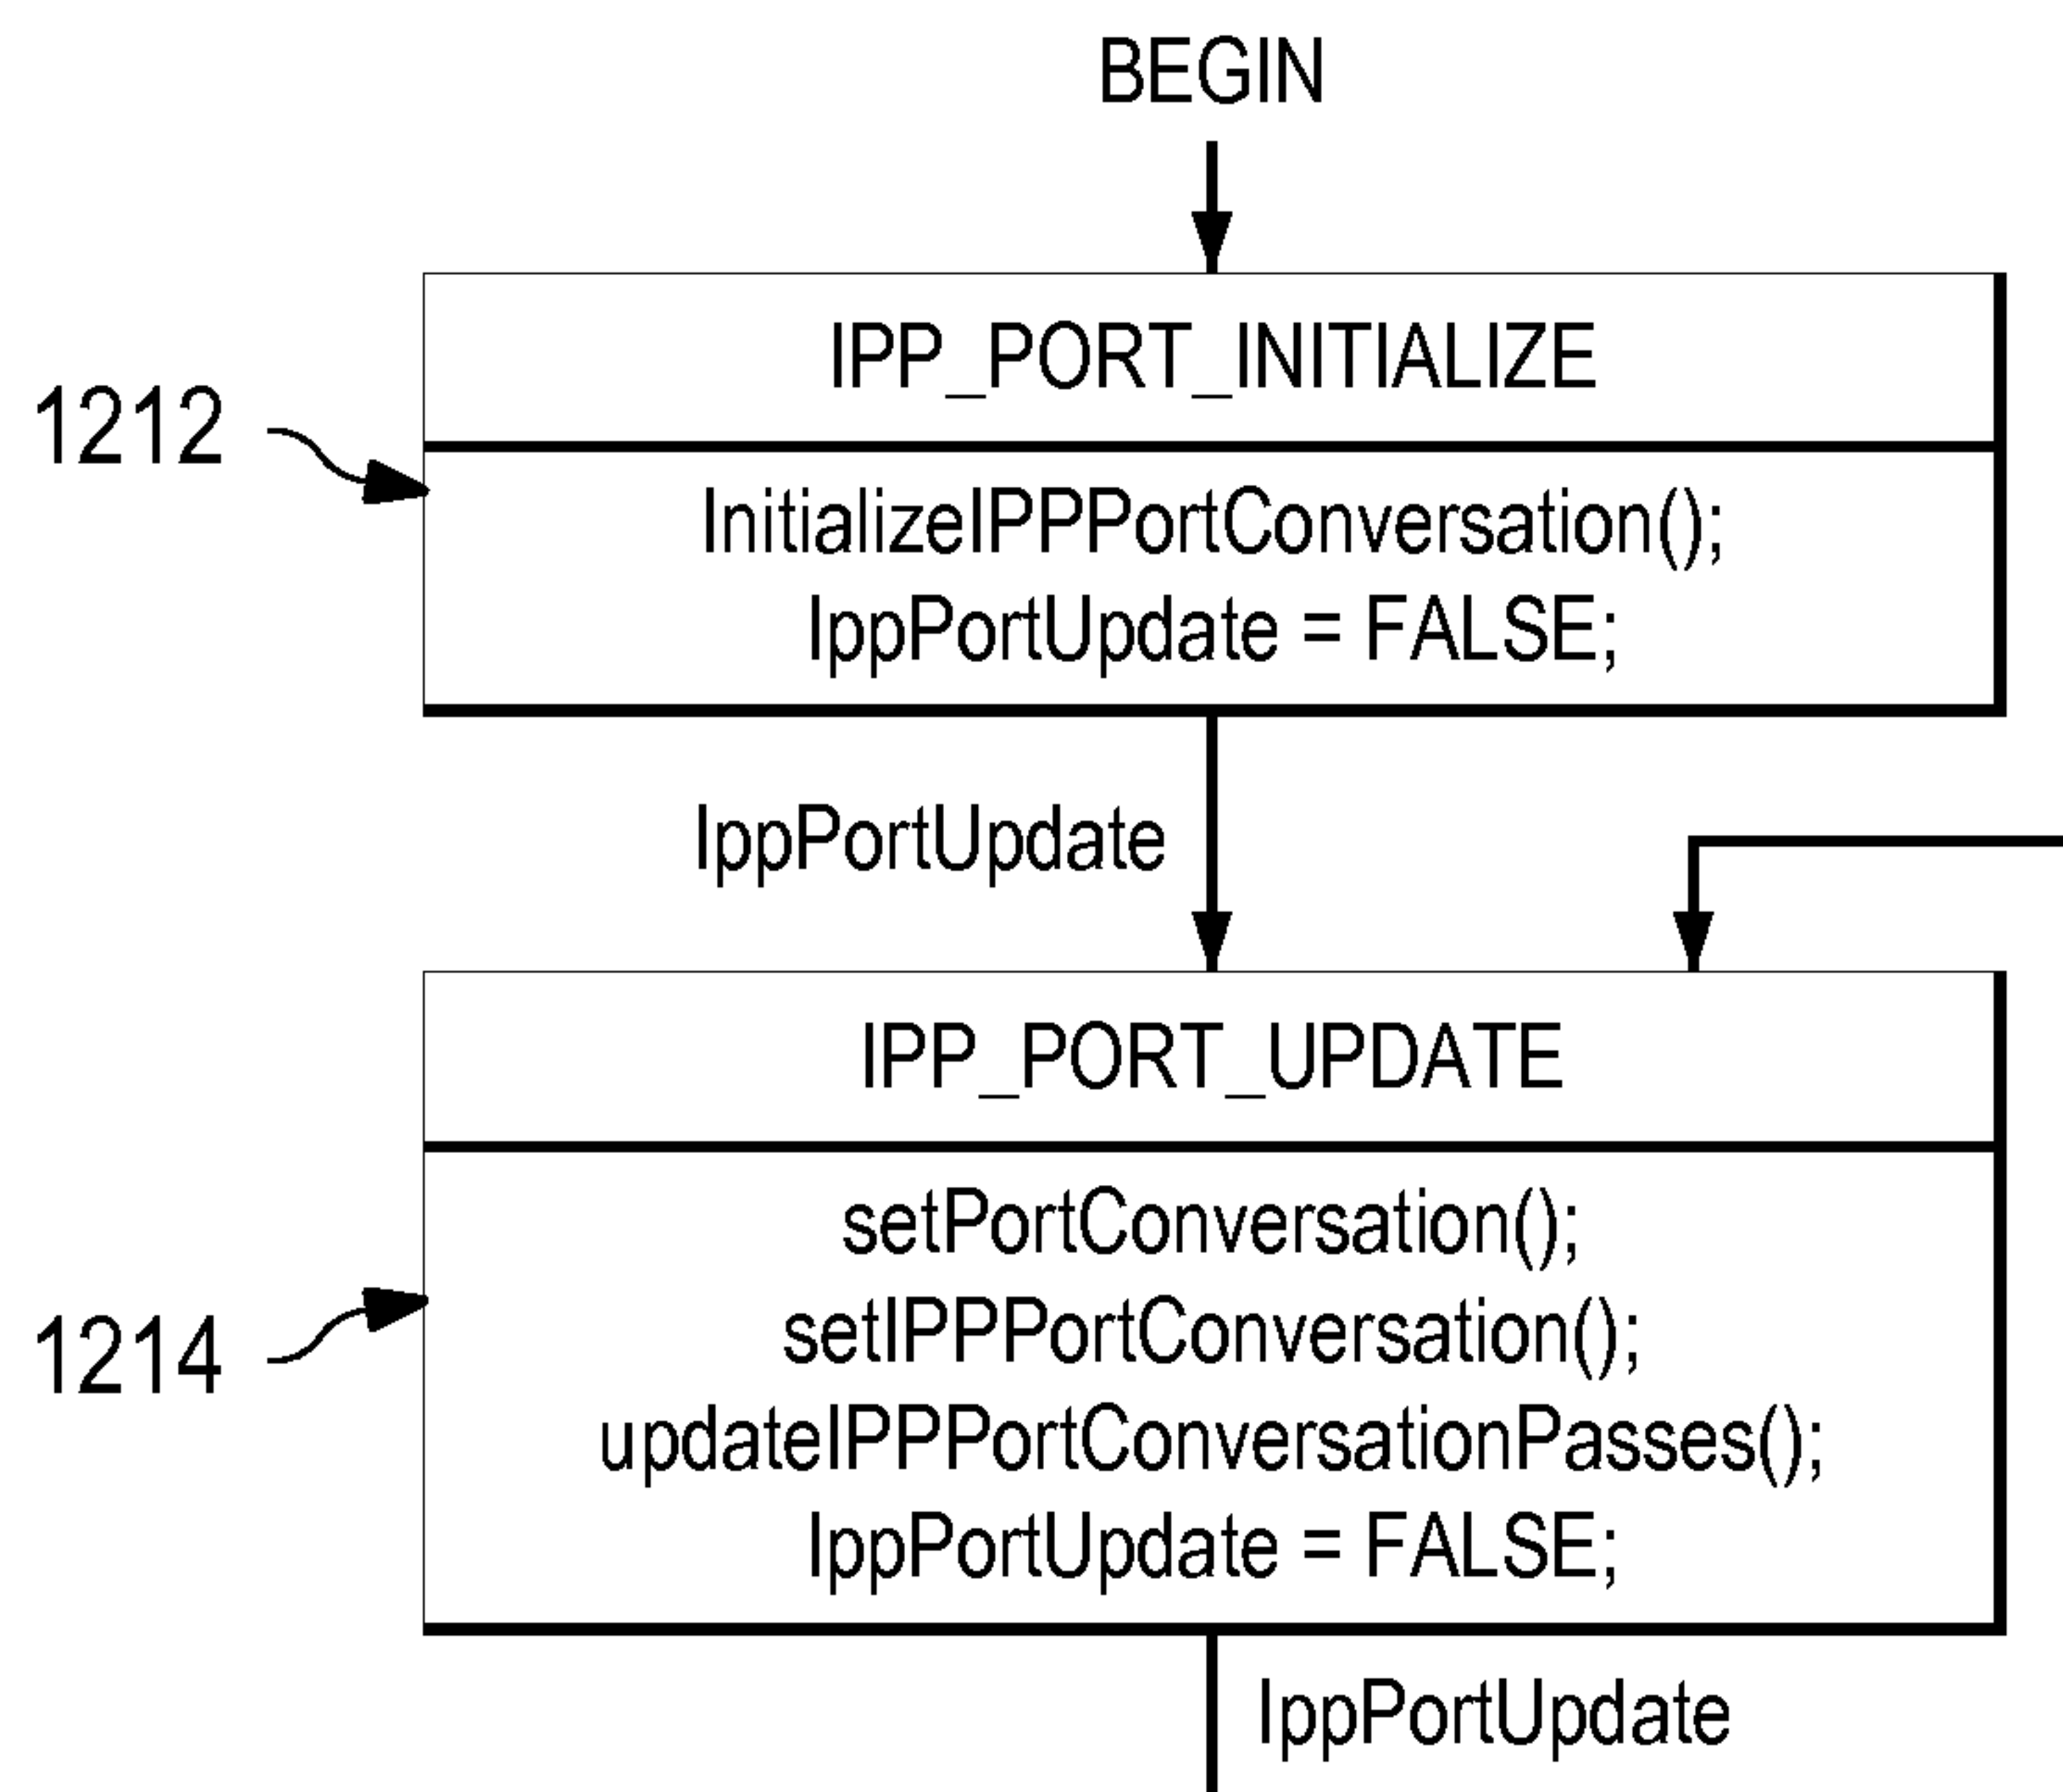 BEGIN
IPP_PORT_INITIALIZE
1212
InitializeIPPPortConversation();
IppPortUpdate = FALSE;
IppPortUpdate
IPP_PORT_UPDATE
setPortConversation();
1214
setIPPPortConversation();
updateIPPPortConversationPasses();
IppPortUpdate = FALSE;
IppPortUpdate